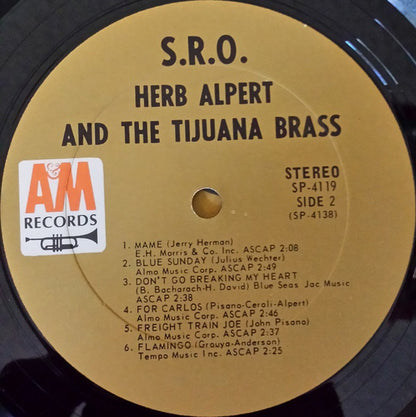 S.R.O.
HERB ALPERT
AND THE TIJUANA BRASS
A&M
RECORDS
STEREO
SP-4119
SIDE 2
(SP-4138)
1. MAME (Jerry Herman)
E.H. Morris & Co. Inc. ASCAP 2:08
2. BLUE SUNDAY (Julius Wechter)
Almo Music Corp. ASCAP 2:49
3. DON'T GO BREAKING MY HEART
(B. Bacharach-H. David) Blue Seas Jac Music
ASCAP 2:38
4. FOR CARLOS (Pisano-Cerali-Alpert)
Almo Music Corp. ASCAP 2:46
5. FREIGHT TRAIN JOE (John Pisano)
Almo Music Corp. ASCAP 2:37
6. FLAMINGO (Grouya-Anderson)
Tempo Music Inc. ASCAP 2:25